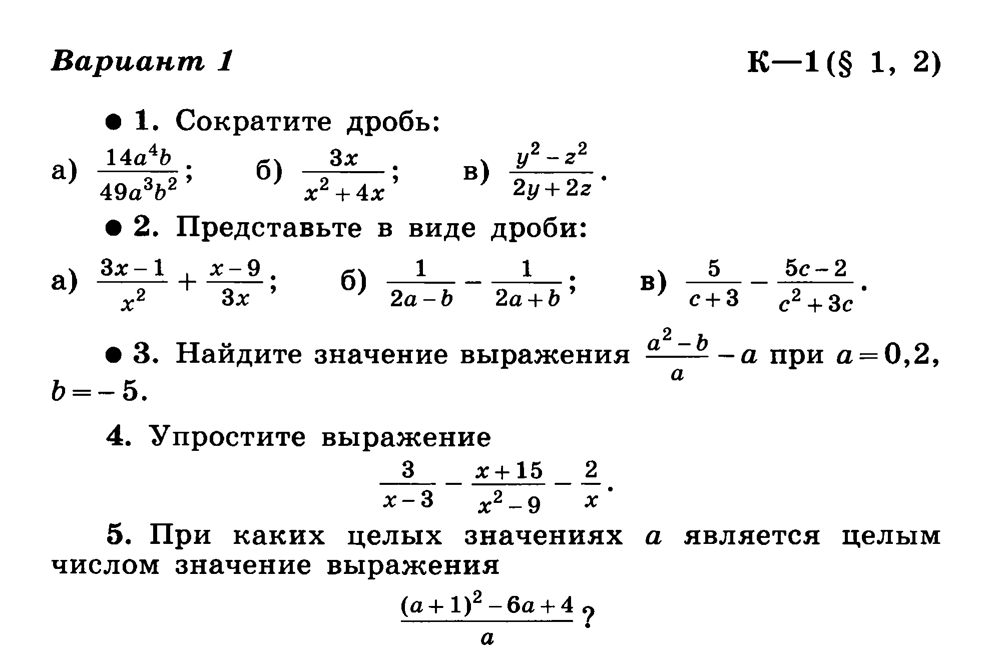 Вариант 1 К—1(§ 1, 2)
● 1. Сократите дробь:
а) \frac{14a^4b}{49a^3b^2}; б) \frac{3x}{x^2+4x}; в) \frac{y^2-z^2}{2y+2z}.
● 2. Представьте в виде дроби:
а) \frac{3x-1}{x^2} + \frac{x-9}{3x}; б) \frac{1}{2a-b} - \frac{1}{2a+b}; в) \frac{5}{c+3} - \frac{5c-2}{c^2+3c}.
● 3. Найдите значение выражения \frac{a^2-b}{a} - a при a=0,2,
b=-5.
4. Упростите выражение
\frac{3}{x-3} - \frac{x+15}{x^2-9} - \frac{2}{x}.
5. При каких целых значениях a является целым
числом значение выражения
\frac{(a+1)^2-6a+4}{a}?